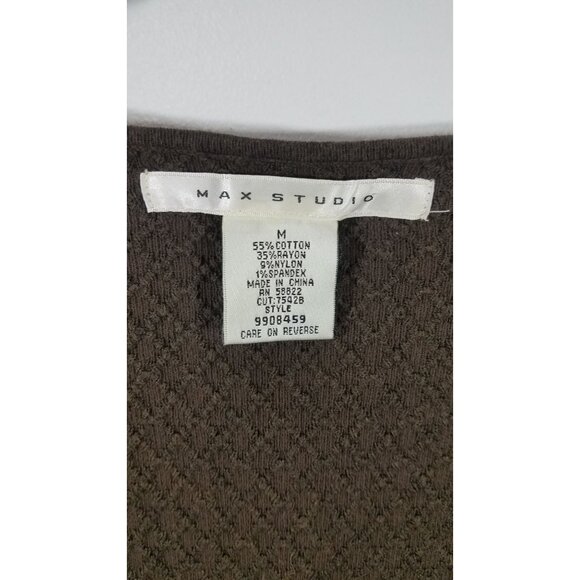 MAX STUDIO
M
55%COTTON
35%RAYON
9%NYLON
1%SPANDEX
MADE IN CHINA
RN 58822
CUT:7542B
STYLE
9908459
CARE ON REVERSE